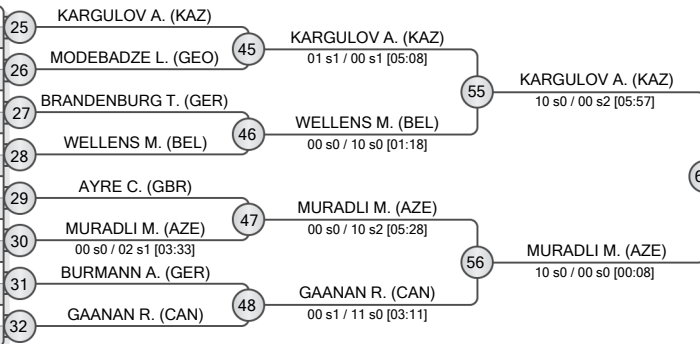 25
KARGULOV A. (KAZ)
26
MODEBADZE L. (GEO)
45
KARGULOV A. (KAZ)
01 s1 / 00 s1 [05:08]
27
BRANDENBURG T. (GER)
28
WELLENS M. (BEL)
46
WELLENS M. (BEL)
00 s0 / 10 s0 [01:18]
55
KARGULOV A. (KAZ)
10 s0 / 00 s2 [05:57]
29
AYRE C. (GBR)
30
MURADLI M. (AZE)
00 s0 / 02 s1 [03:33]
47
MURADLI M. (AZE)
00 s0 / 10 s2 [05:28]
31
BURMANN A. (GER)
32
GAANAN R. (CAN)
48
GAANAN R. (CAN)
00 s1 / 11 s0 [03:11]
56
MURADLI M. (AZE)
10 s0 / 00 s0 [00:08]